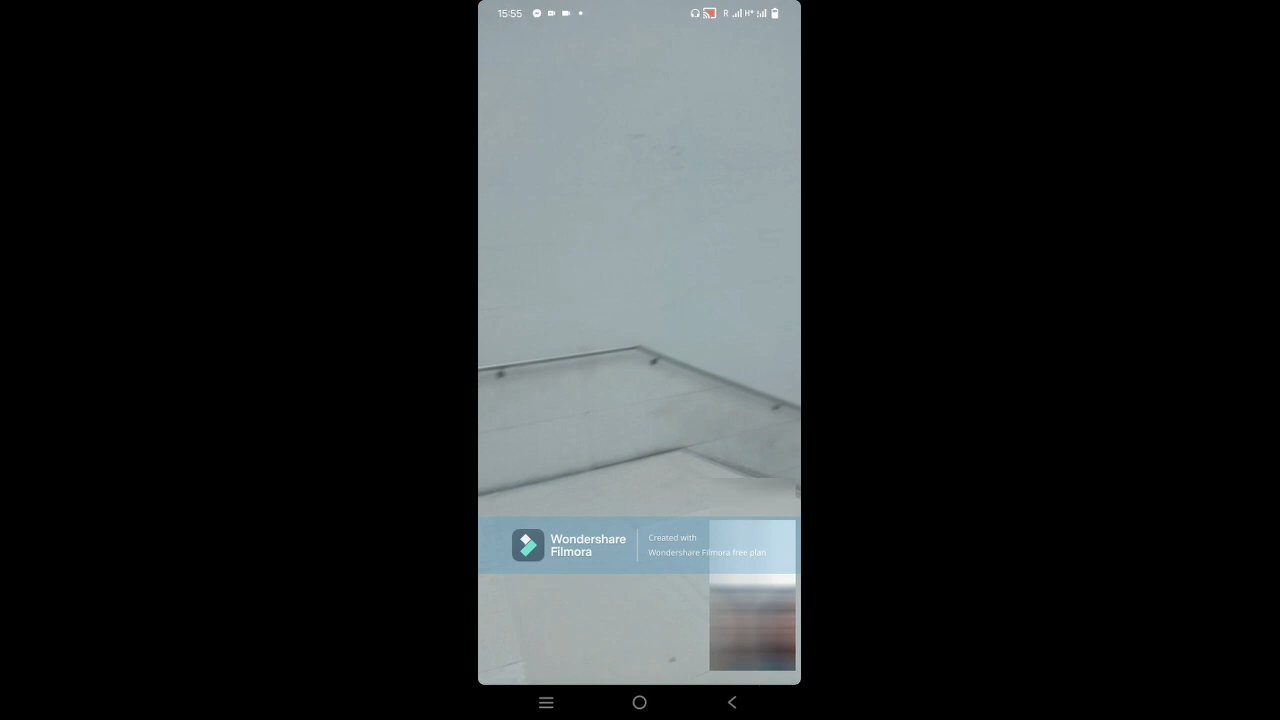 15:55
R H+
Wondershare
Filmora
Created with
Wondershare Filmora free plan